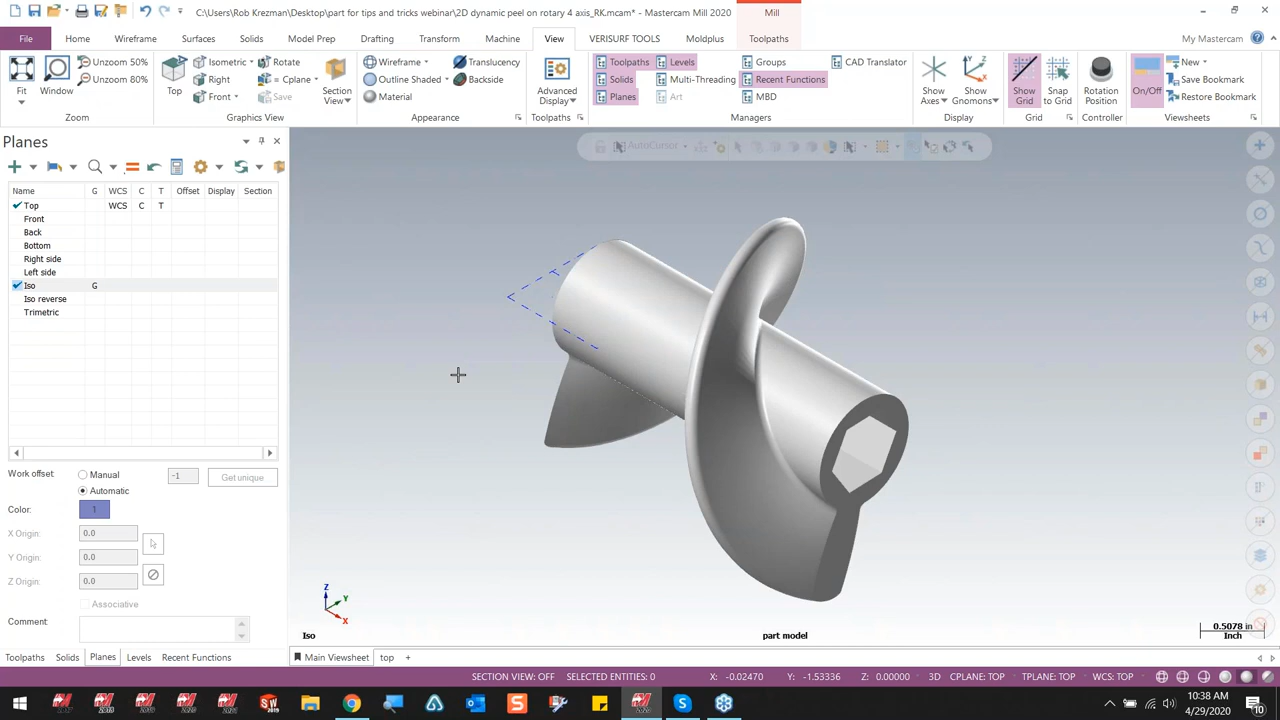 C:\Users\Rob Krezman\Desktop\part for tips and tricks webinar\2D dynamic peel on rotary 4 axis_RK.mcam* - Mastercam Mill 2020
Mill
File Home Wireframe Surfaces Solids Model Prep Drafting Transform Machine View VERISURF TOOLS Moldplus Toolpaths My Mastercam
Fit Window Unzoom 50% Unzoom 80%
Zoom
Top Isometric Right Front Rotate = Cplane Save Section View
Graphics View
Wireframe Outline Shaded Material Translucency Backside
Appearance
Advanced Display
Toolpaths
Toolpaths Solids Planes Levels Multi-Threading Art Groups Recent Functions MBD CAD Translator
Managers
Show Axes Show Gnomons
Display
Show Grid Snap to Grid
Grid
Rotation Position
Controller
On/Off New Save Bookmark Restore Bookmark
Viewsheets
Planes
AutoCursor
Name G WCS C T Offset Display Section
Top WCS C T
Front
Back
Bottom
Right side
Left side
Iso G
Iso reverse
Trimetric
Work offset: Manual -1 Get unique
Automatic
Color: 1
X Origin: 0.0
Y Origin: 0.0
Z Origin: 0.0
Associative
Comment:
Z
Y
X
Iso
part model
0.5078 in
Inch
Toolpaths Solids Planes Levels Recent Functions Main Viewsheet top +
SECTION VIEW: OFF SELECTED ENTITIES: 0 X: -0.02470 Y: -1.53336 Z: 0.00000 3D CPLANE: TOP TPLANE: TOP WCS: TOP
10:38 AM
4/29/2020